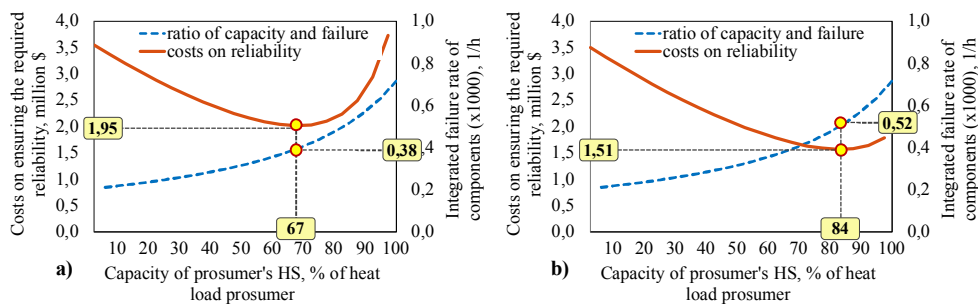 Costs on ensuring the required
reliability, million $
4,0
3,5
3,0
2,5
2,0
1,5
1,0
0,5
0,0
ratio of capacity and failure
costs on reliability
1,95
0,38
67
1,0
0,8
0,6
0,4
0,2
0,0
Integrated failure rate of
components (x1000), 1/h
10 20 30 40 50 60 70 80 90 100
a)
Capacity of prosumer's HS, % of heat
load prosumer
Costs on ensuring the required
reliability, million $
4,0
3,5
3,0
2,5
2,0
1,5
1,0
0,5
0,0
ratio of capacity and failure
costs on reliability
0,52
1,51
84
1,0
0,8
0,6
0,4
0,2
0,0
Integrated failure rate of
components (x1000), 1/h
10 20 30 40 50 60 70 80 90 100
b)
Capacity of prosumer's HS, % of heat
load prosumer